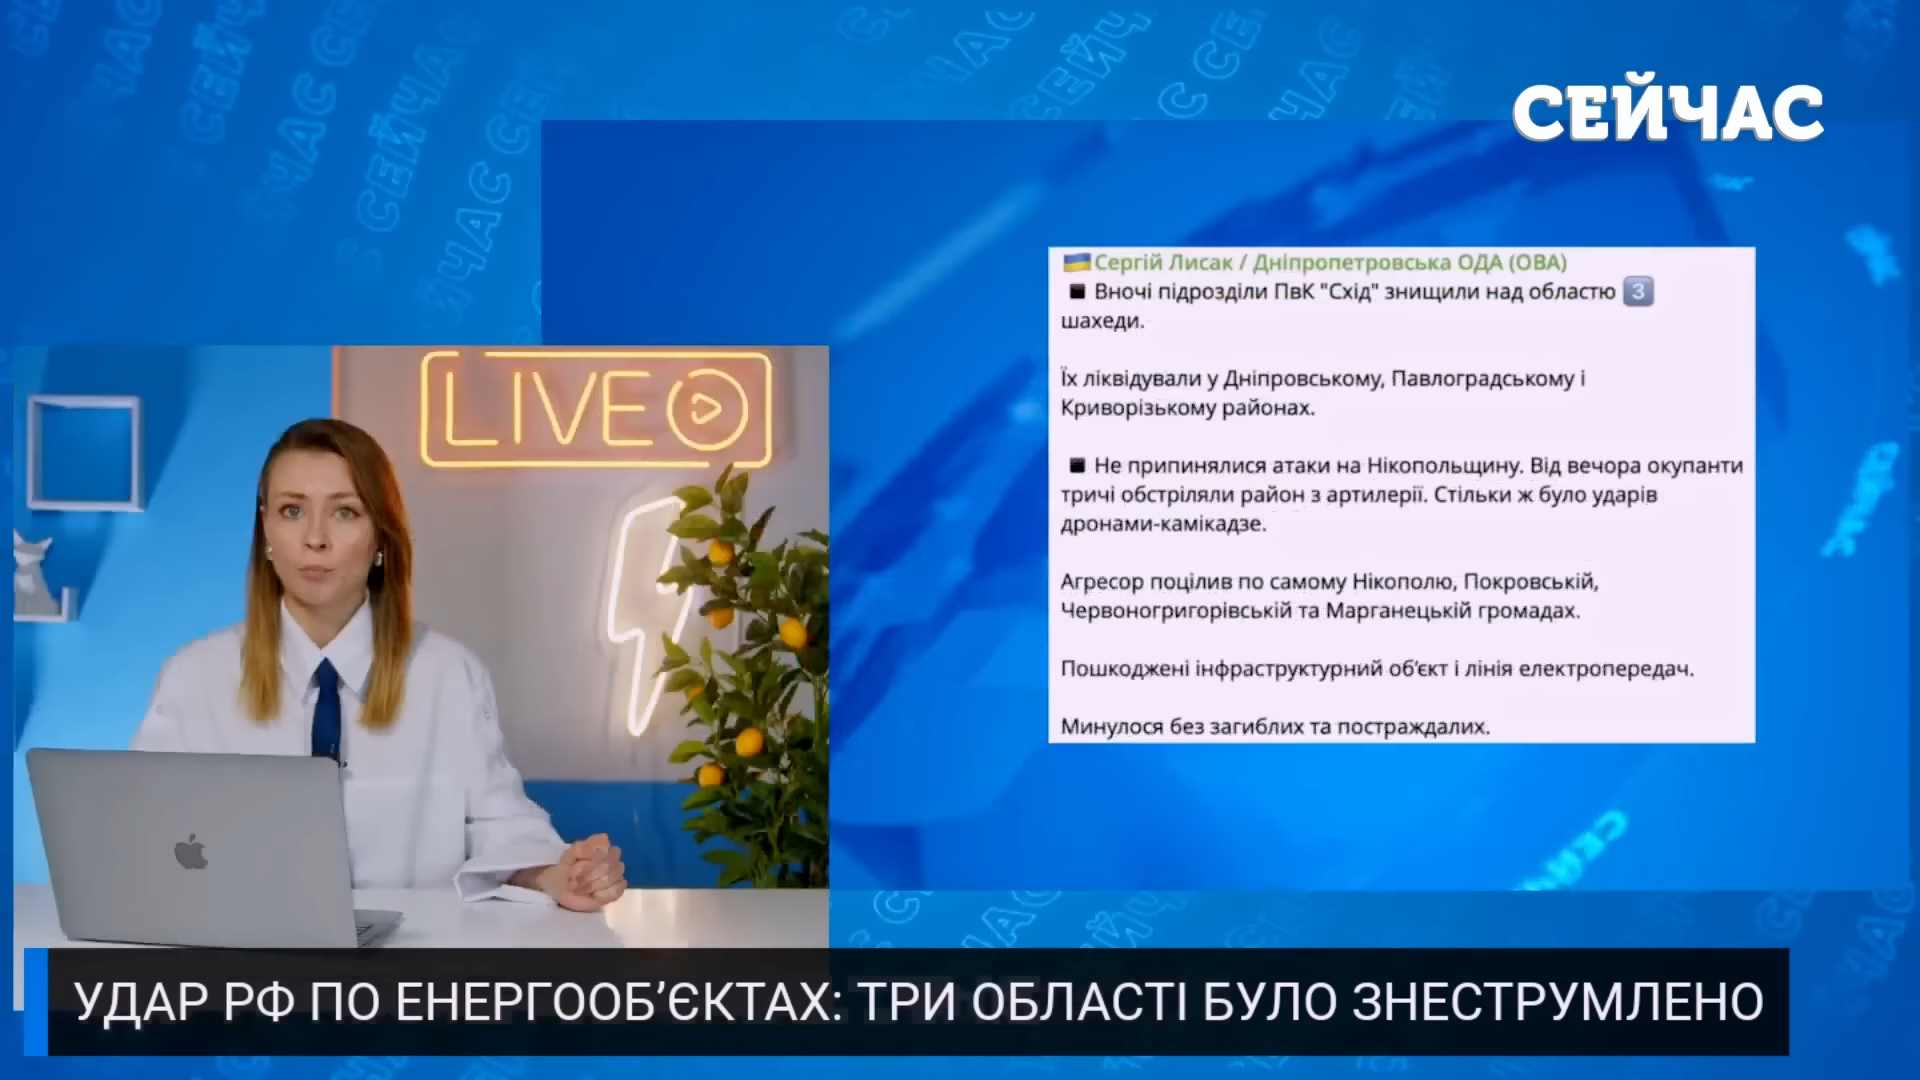 СЕЙЧАС
LIVE
Сергій Лисак / Дніпропетровська ОДА (ОВА)
Вночі підрозділи ПвК "Схід" знищили над областю 3
шахеди.
Їх ліквідували у Дніпровському, Павлоградському і
Криворізькому районах.
Не припинялися атаки на Нікопольщину. Від вечора окупанти
тричі обстріляли район з артилерії. Стільки ж було ударів
дронами-камікадзе.
Агресор поцілив по самому Нікополю, Покровській,
Червоногригорівській та Марганецькій громадах.
Пошкоджені інфраструктурний об'єкт і лінія електропередач.
Минулося без загиблих та постраждалих.
УДАР РФ ПО ЕНЕРГООБ’ЄКТАХ: ТРИ ОБЛАСТІ БУЛО ЗНЕСТРУМЛЕНО